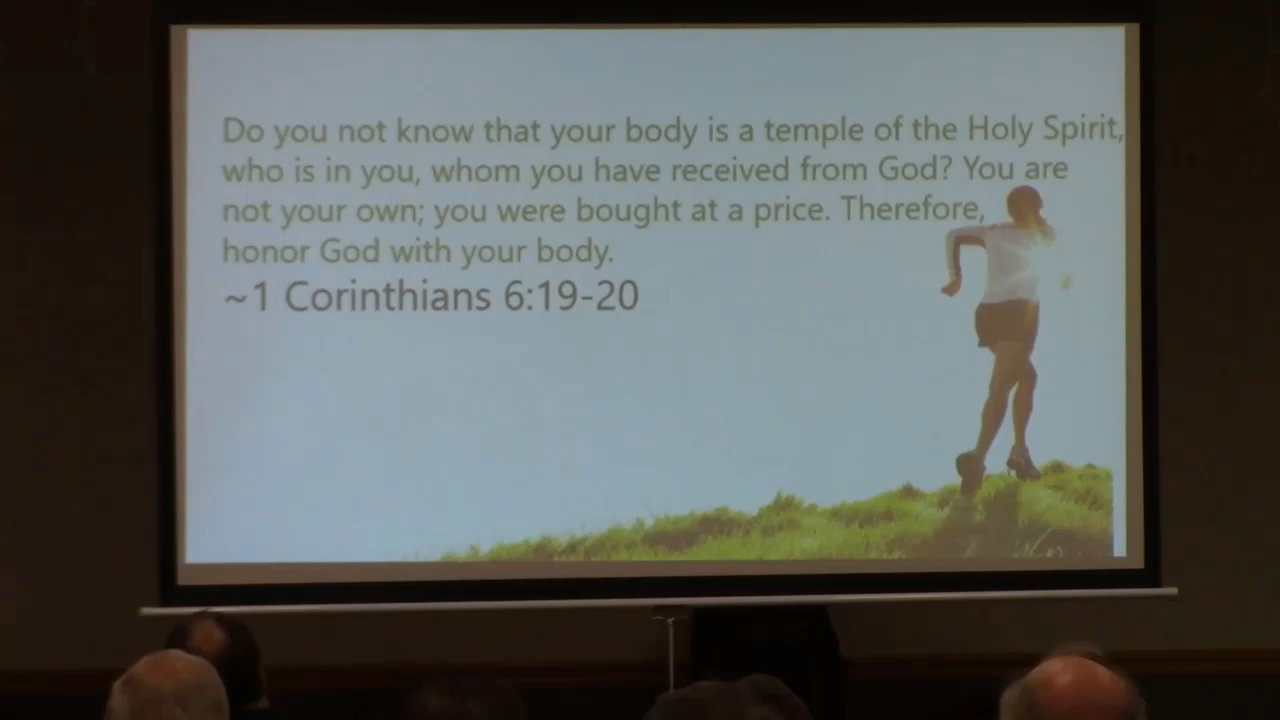 Do you not know that your body is a temple of the Holy Spirit,
who is in you, whom you have received from God? You are
not your own; you were bought at a price. Therefore,
honor God with your body.
~1 Corinthians 6:19-20